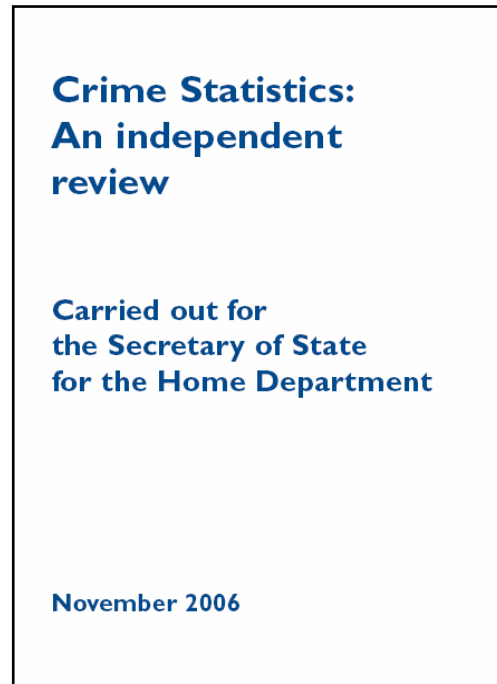 Crime Statistics:
An independent
review
Carried out for
the Secretary of State
for the Home Department
November 2006